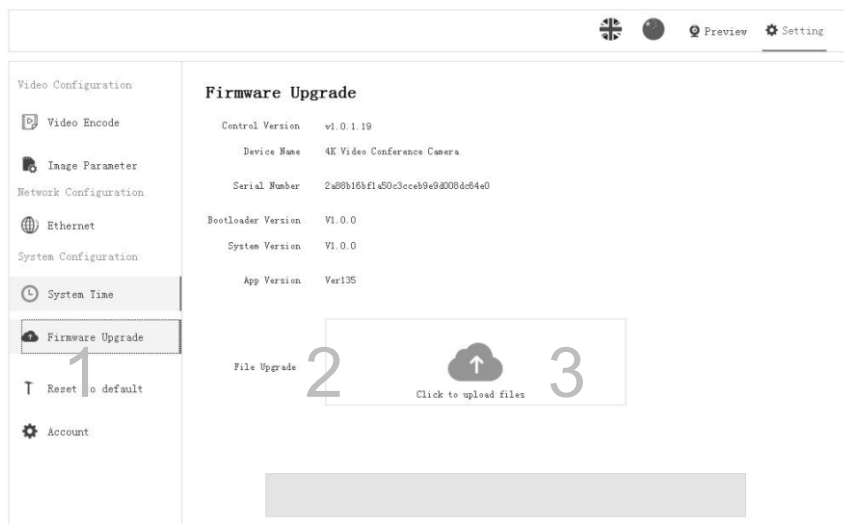 Preview Setting
Video Configuration
Video Encode
Image Parameter
Network Configuration
Ethernet
System Configuration
System Time
Firmware Upgrade
Reset o default
Account
Firmware Upgrade
Control Version v1.0.1.19
Device Name 4K Video Conference Camera
Serial Number 2a88b16bf1a50c3cceb9e9d008dc64e0
Bootloader Version V1.0.0
System Version V1.0.0
App Version Ver135
File Upgrade
Click to upload files
1 2 3